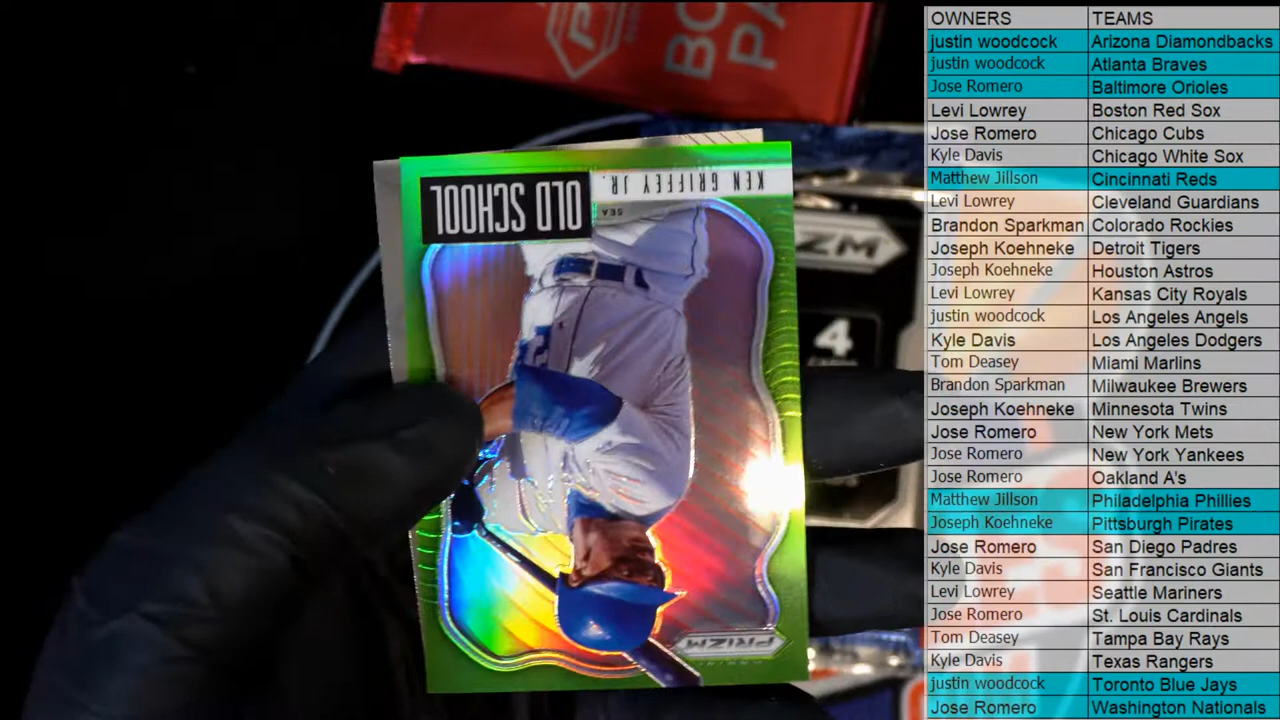 BO
PA
KEN GRIFFEY JR.
OLD SCHOOL
SEA
PRIZM
4
OWNERS TEAMS
justin woodcock Arizona Diamondbacks
justin woodcock Atlanta Braves
Jose Romero Baltimore Orioles
Levi Lowrey Boston Red Sox
Jose Romero Chicago Cubs
Kyle Davis Chicago White Sox
Matthew Jillson Cincinnati Reds
Levi Lowrey Cleveland Guardians
Brandon Sparkman Colorado Rockies
Joseph Koehneke Detroit Tigers
Joseph Koehneke Houston Astros
Levi Lowrey Kansas City Royals
justin woodcock Los Angeles Angels
Kyle Davis Los Angeles Dodgers
Tom Deasey Miami Marlins
Brandon Sparkman Milwaukee Brewers
Joseph Koehneke Minnesota Twins
Jose Romero New York Mets
Jose Romero New York Yankees
Jose Romero Oakland A's
Matthew Jillson Philadelphia Phillies
Joseph Koehneke Pittsburgh Pirates
Jose Romero San Diego Padres
Kyle Davis San Francisco Giants
Levi Lowrey Seattle Mariners
Jose Romero St. Louis Cardinals
Tom Deasey Tampa Bay Rays
Kyle Davis Texas Rangers
justin woodcock Toronto Blue Jays
Jose Romero Washington Nationals